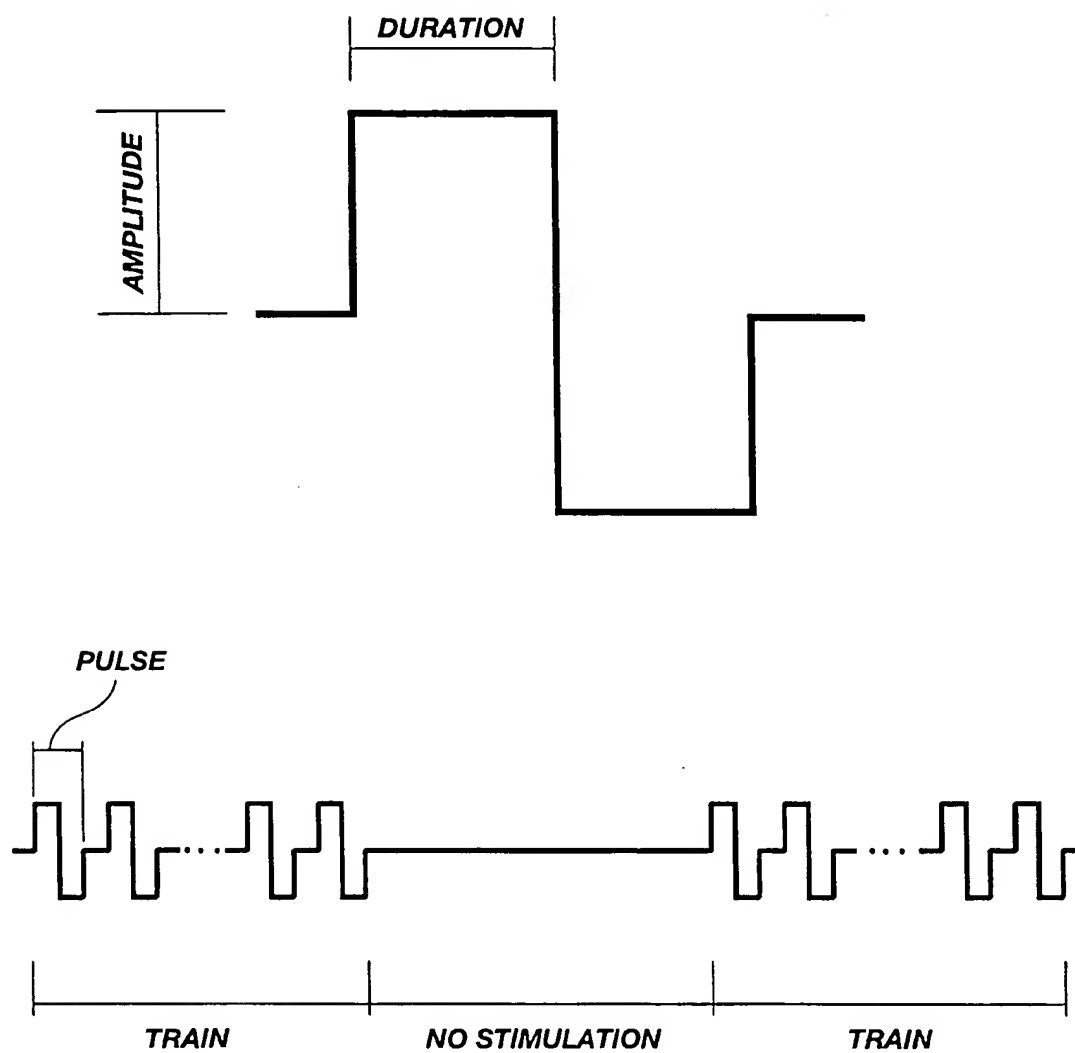 DURATION
AMPLITUDE
PULSE
TRAIN
NO STIMULATION
TRAIN